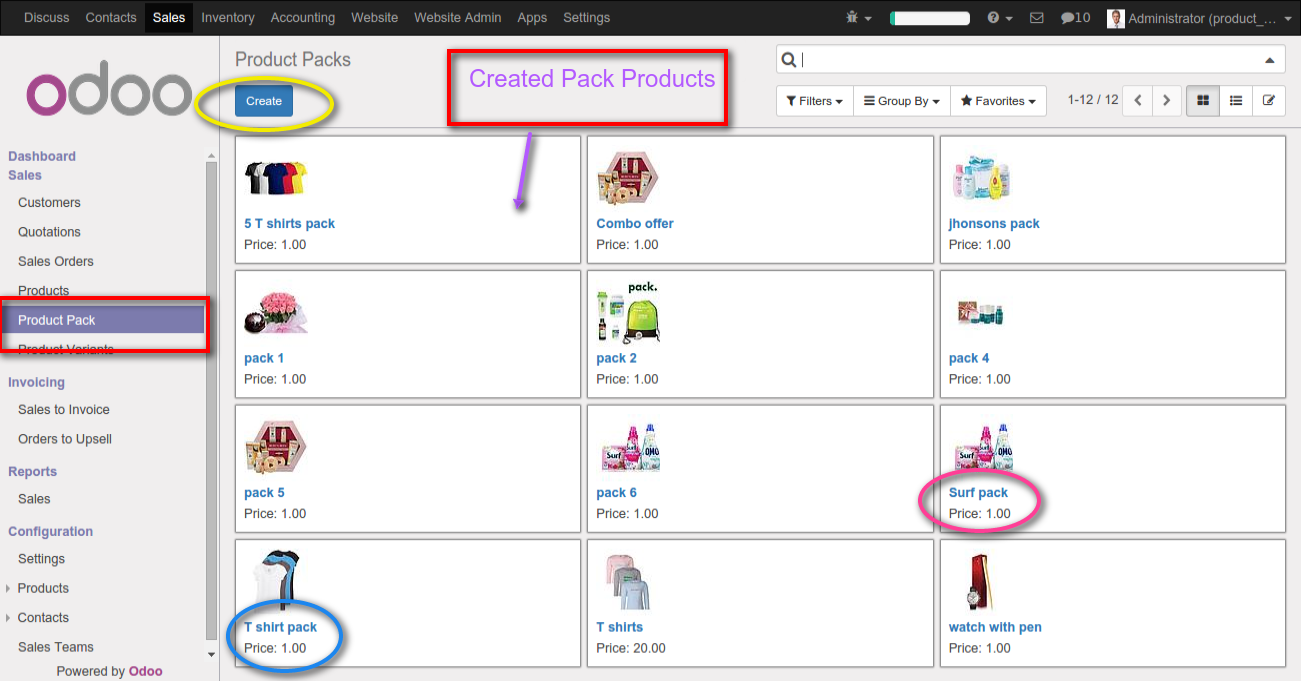 Discuss Contacts Sales Inventory Accounting Website Website Admin Apps Settings 10 Administrator (product_...
odoo
Product Packs
Create
Created Pack Products
Filters Group By Favorites 1-12 / 12
Dashboard
Sales
Customers
Quotations
Sales Orders
Products
Product Pack
Product Variants
Invoicing
Sales to Invoice
Orders to Upsell
Reports
Sales
Configuration
Settings
Products
Contacts
Sales Teams
Powered by Odoo
5 T shirts pack
Price: 1.00
Combo offer
Price: 1.00
jhonsons pack
Price: 1.00
pack 1
Price: 1.00
pack.
pack 2
Price: 1.00
pack 4
Price: 1.00
pack 5
Price: 1.00
Surf OMO
pack 6
Price: 1.00
Surf OMO
Surf pack
Price: 1.00
T shirt pack
Price: 1.00
T shirts
Price: 20.00
watch with pen
Price: 1.00